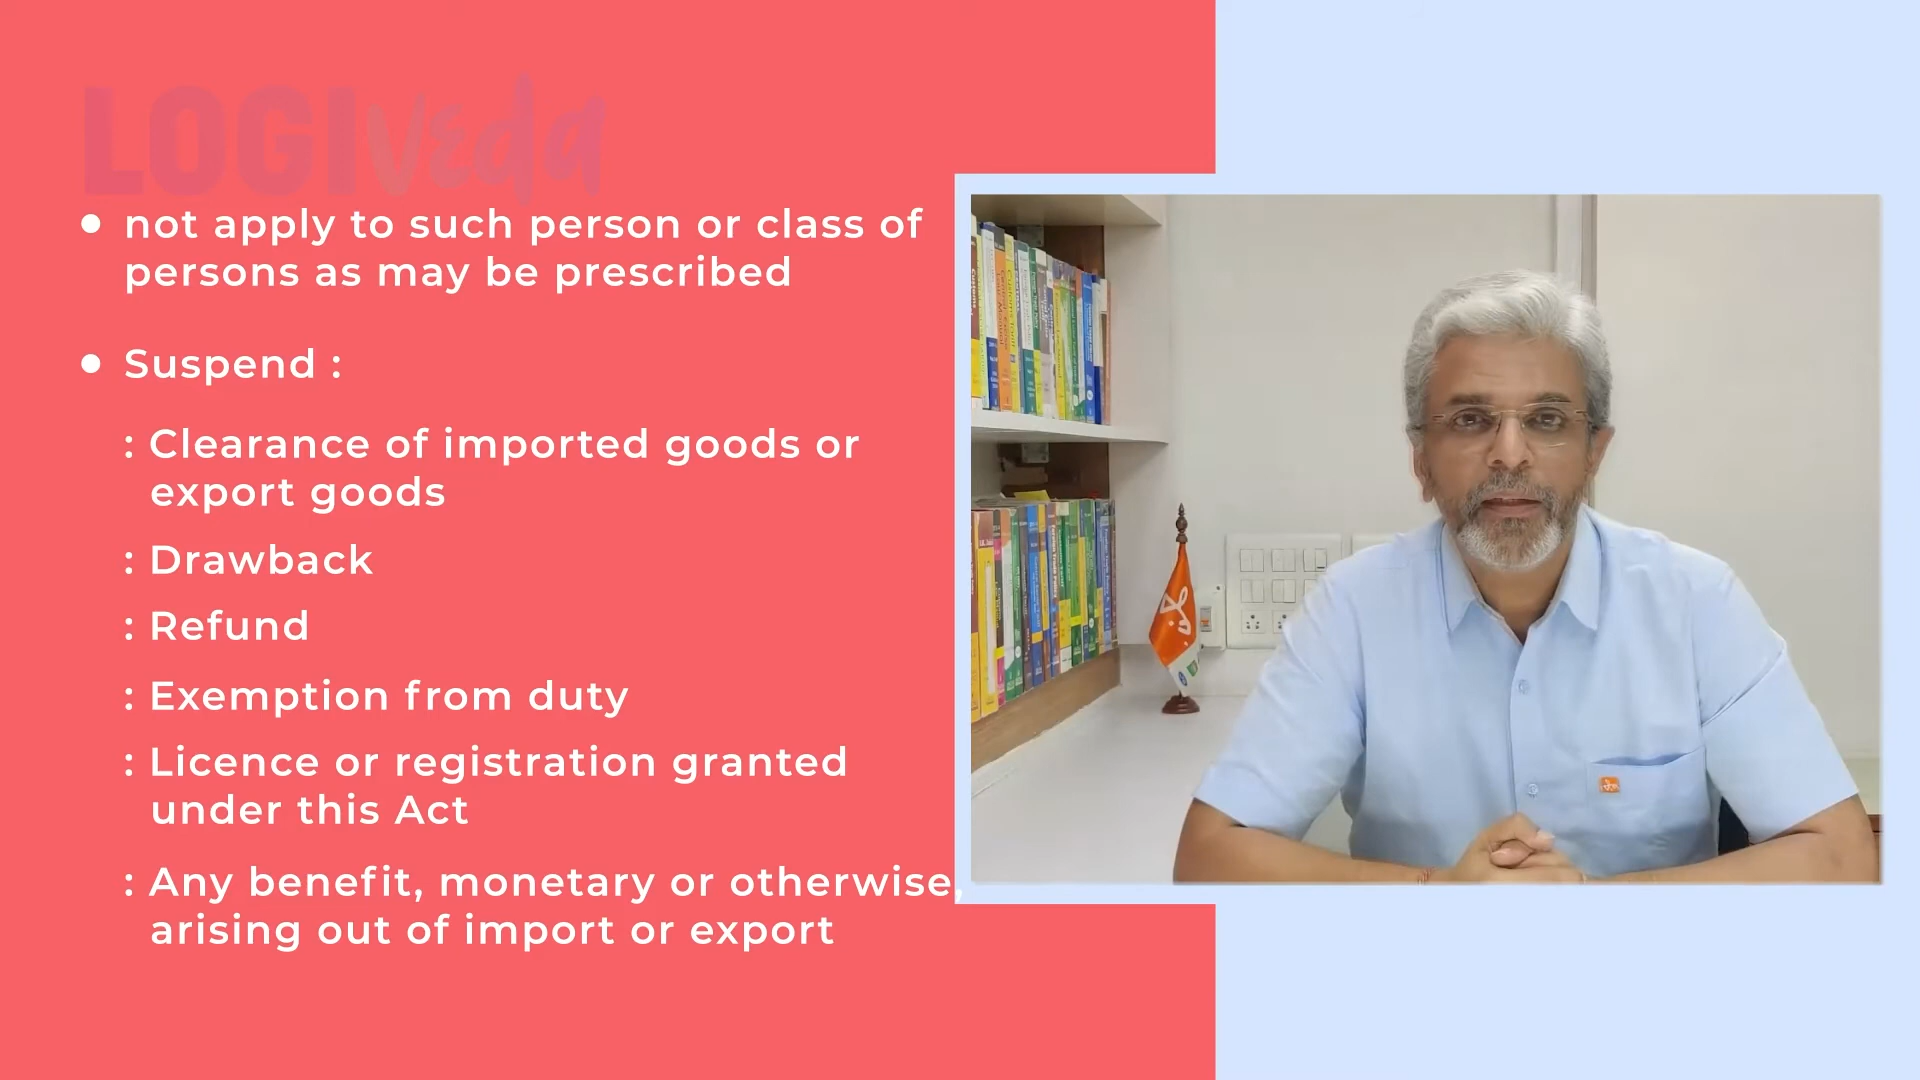 LOGIveda
● not apply to such person or class of
persons as may be prescribed
● Suspend :
: Clearance of imported goods or
export goods
: Drawback
: Refund
: Exemption from duty
: Licence or registration granted
under this Act
: Any benefit, monetary or otherwise,
arising out of import or export